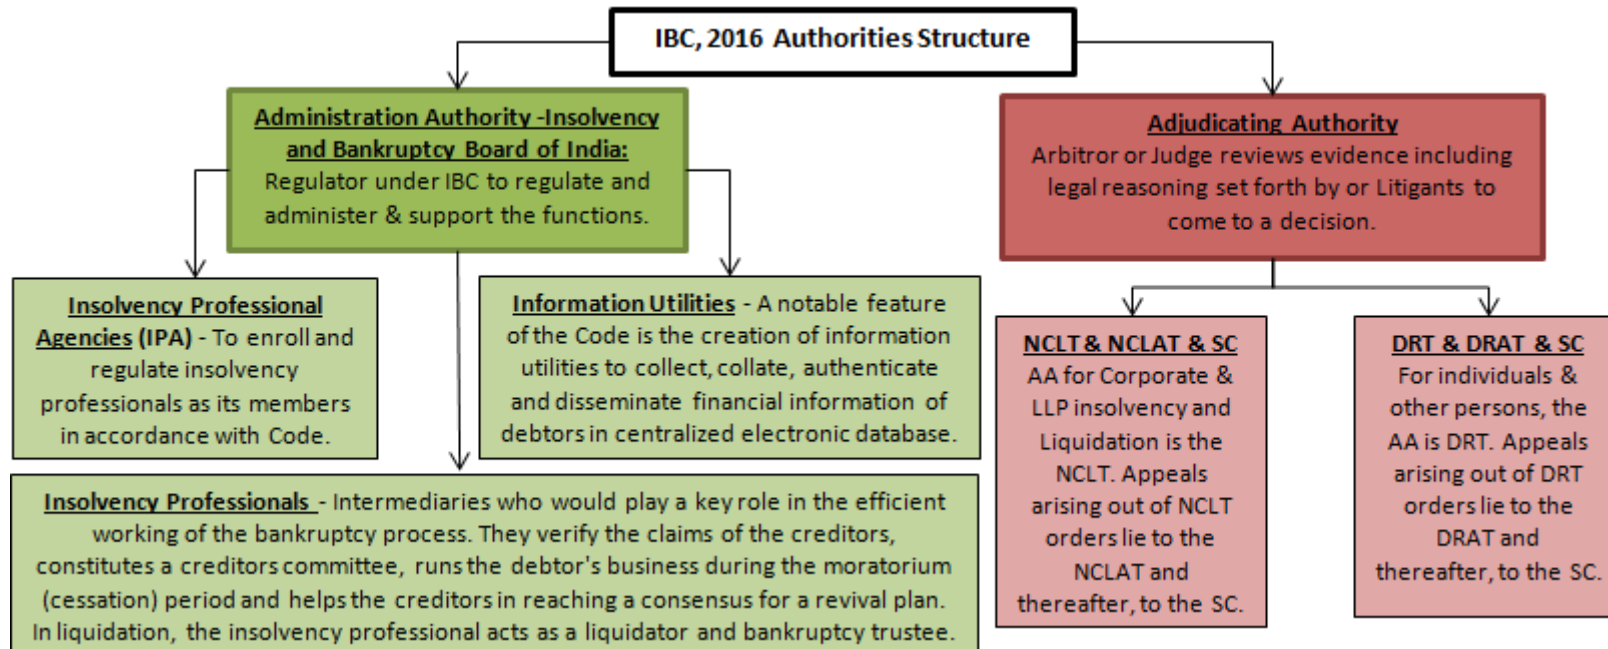 IBC, 2016 Authorities Structure
Administration Authority -Insolvency
and Bankruptcy Board of India:
Regulator under IBC to regulate and
administer & support the functions.
Adjudicating Authority
Arbitror or Judge reviews evidence including
legal reasoning set forth by or Litigants to
come to a decision.
Insolvency Professional
Agencies (IPA) - To enroll and
regulate insolvency
professionals as its members
in accordance with Code.
Information Utilities - A notable feature
of the Code is the creation of information
utilities to collect, collate, authenticate
and disseminate financial information of
debtors in centralized electronic database.
Insolvency Professionals - Intermediaries who would play a key role in the efficient
working of the bankruptcy process. They verify the claims of the creditors,
constitutes a creditors committee, runs the debtor's business during the moratorium
(cessation) period and helps the creditors in reaching a consensus for a revival plan.
In liquidation, the insolvency professional acts as a liquidator and bankruptcy trustee.
NCLT & NCLAT & SC
AA for Corporate &
LLP insolvency and
Liquidation is the
NCLT. Appeals
arising out of NCLT
orders lie to the
NCLAT and
thereafter, to the SC.
DRT & DRAT & SC
For individuals &
other persons, the
AA is DRT. Appeals
arising out of DRT
orders lie to the
DRAT and
thereafter, to the SC.